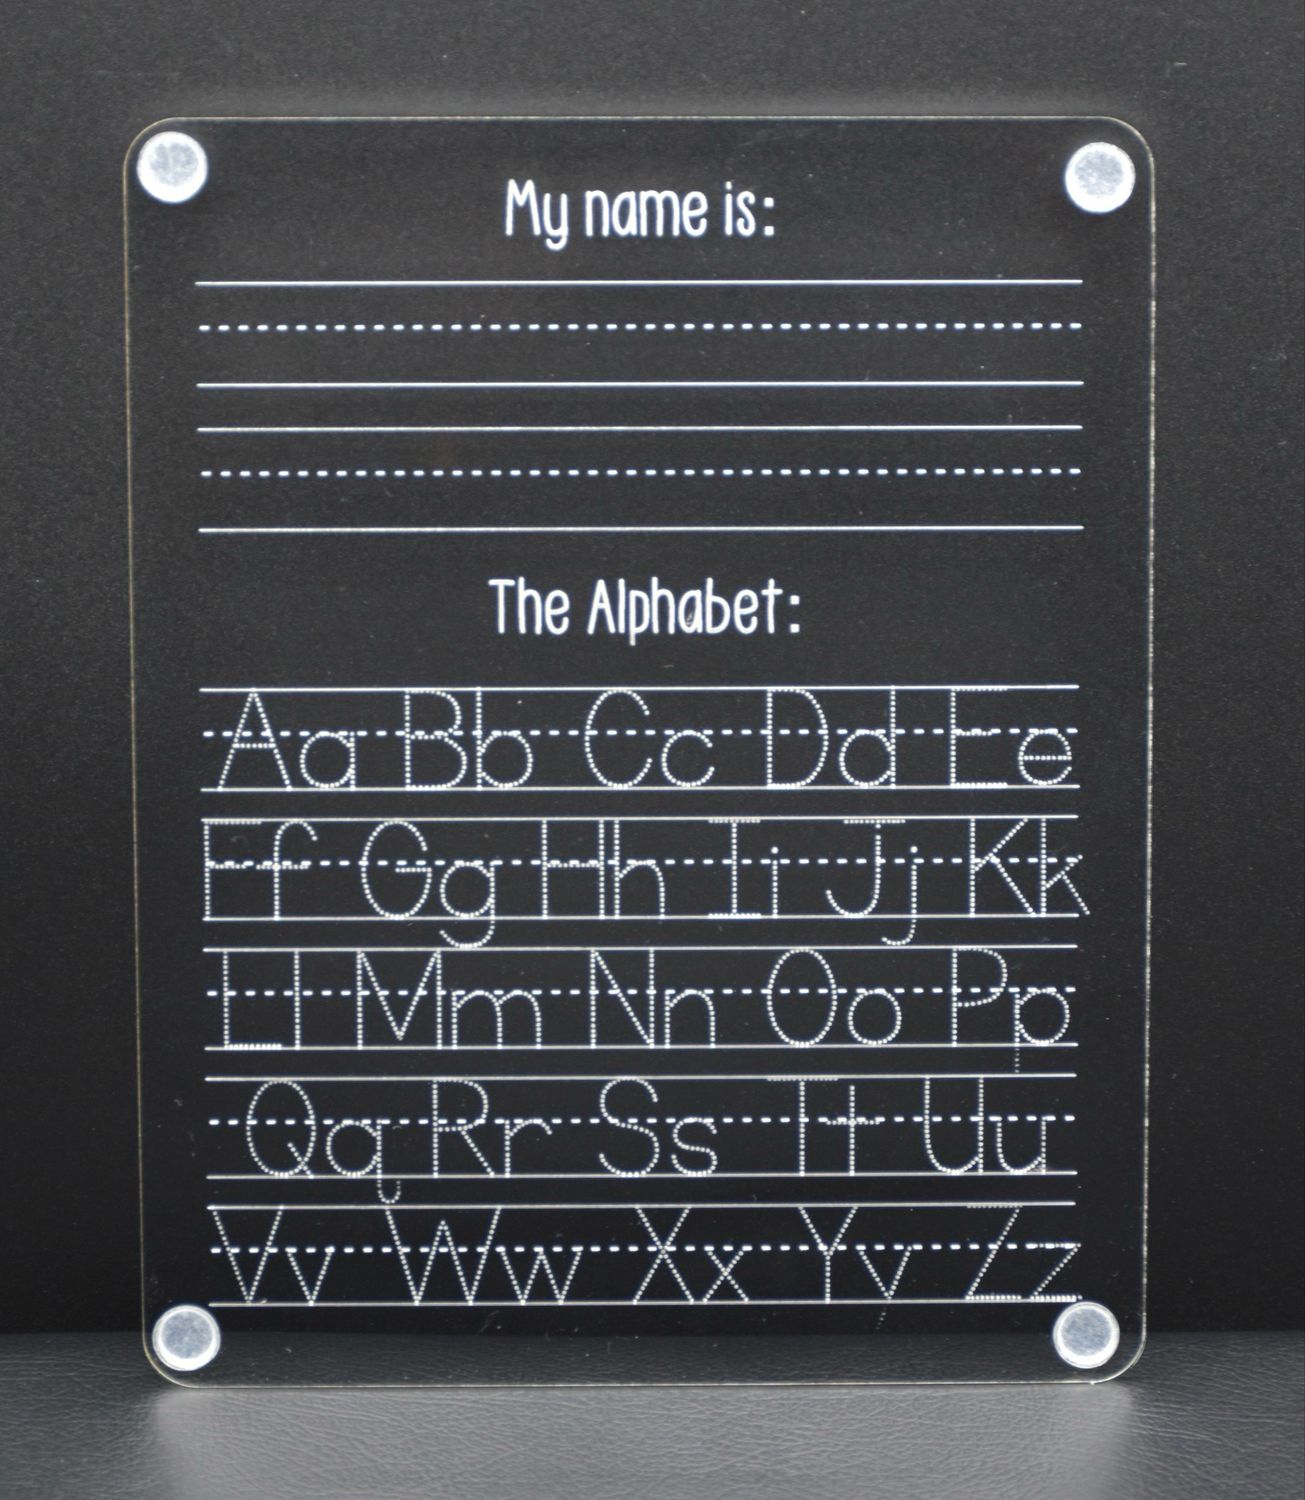 My name is:
The Alphabet:
Aa Bb Cc Dd Ee
Ff Gg Hh Ii Jj Kk
Ll Mm Nn Oo Pp
Qq Rr Ss Tt Uu
Vv Ww Xx Yy Zz